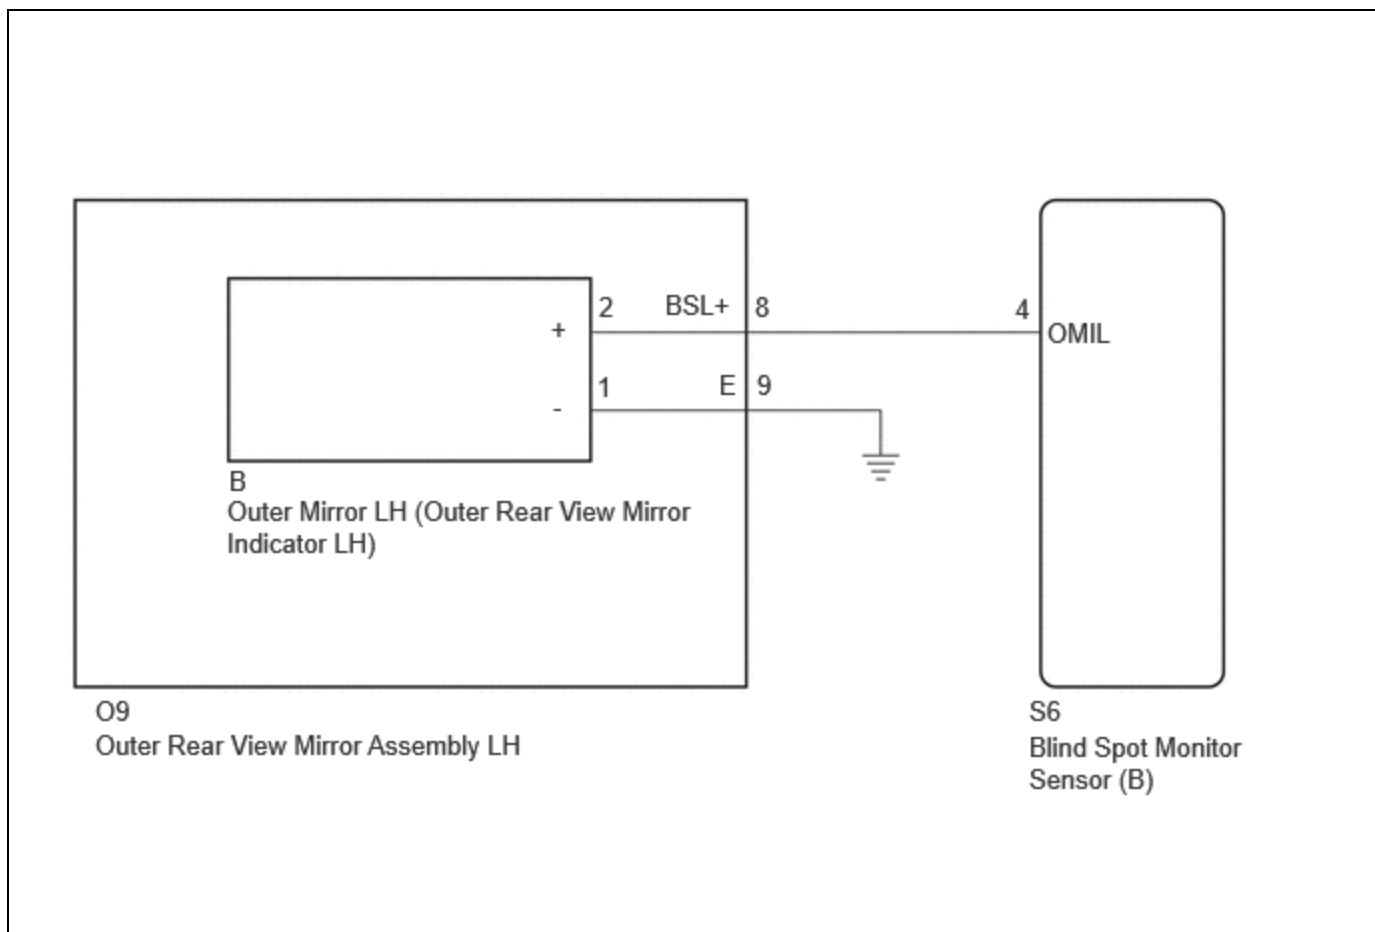 2 BSL+ 8 4
+ OMIL
1 E 9
-
B
Outer Mirror LH (Outer Rear View Mirror
Indicator LH)
O9
Outer Rear View Mirror Assembly LH
S6
Blind Spot Monitor
Sensor (B)